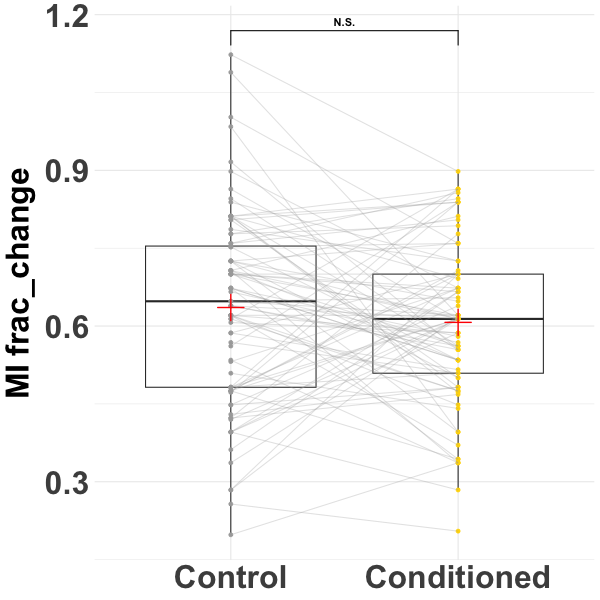 1.2
N.S.
0.9
MI frac_change
0.6
0.3
Control Conditioned